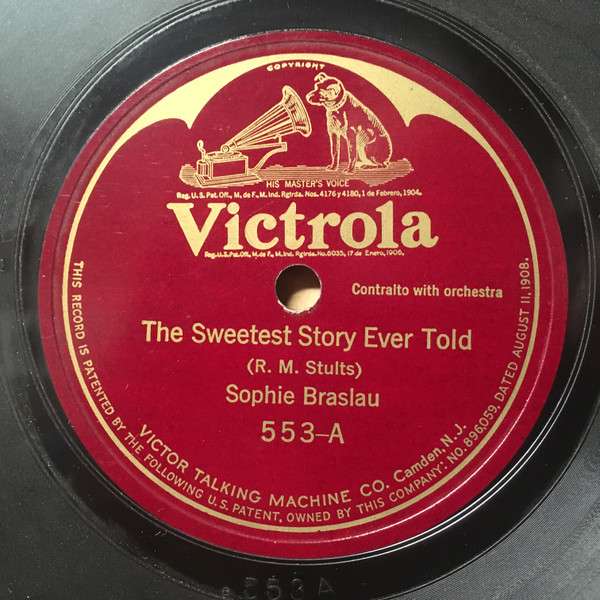 COPYRIGHT
HIS MASTER'S VOICE
Reg. U.S. Pat. Off., M. de F., M. Ind. Rgirda. Nos. 4176 y 4180, 1 de Febrero, 1904.
Victrola
Reg. U.S. Pat. Off., M. de F., M. Ind. Rgirda. No. 6035, 17 de Enero, 1906.
Contralto with orchestra
The Sweetest Story Ever Told
(R. M. Stults)
Sophie Braslau
553-A
VICTOR TALKING MACHINE CO. Camden, N.J.
THIS RECORD IS PATENTED BY THE FOLLOWING U.S. PATENT, OWNED BY THIS COMPANY: NO. 896,059, DATED AUGUST 11, 1908.